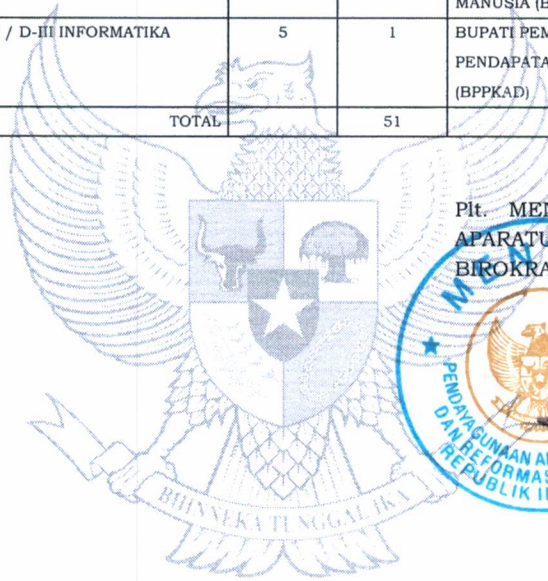 MANUSIA (B
/ D-III INFORMATIKA 5 1 BUPATI PEM
PENDAPATA
(BPPKAD)
TOTAL 51
Plt. MEN
APARATU
BIROKRA
MEN
PENDAYAGUNAAN A
DAN REFORMAS
REPUBLIK I
BHINNEKA TUNGGAL IKA